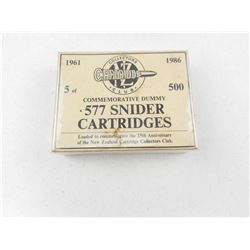 1961 1986
COLLECTORS
NZ
CARTRIDGE
CLUB
5 of 500
COMMEMORATIVE DUMMY
·577 SNIDER
CARTRIDGES
Loaded to commemorate the 25th Anniversary
of the New Zealand Cartridge Collectors Club.